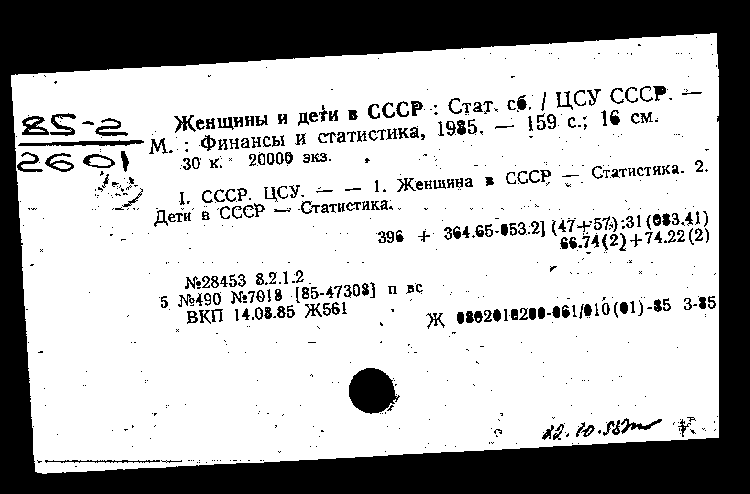 85-2
2601
Женщины и дети в СССР : Стат. сб. / ЦСУ СССР. —
М. : Финансы и статистика, 1985. — 159 с.; 16 см.
30 к. 20000 экз.
I. СССР. ЦСУ. — — 1. Женщина в СССР — Статистика. 2.
Дети в СССР — Статистика.
396 + 364.65-053.2] (47+57):31(083.41)
66.74(2)+74.22(2)
№28453 8.2.1.2
5 №490 №7018 [85-47308] п вс
ВКП 14.08.85 Ж561
Ж 0802010200-061/010(01)-85 3-85
22.10.85